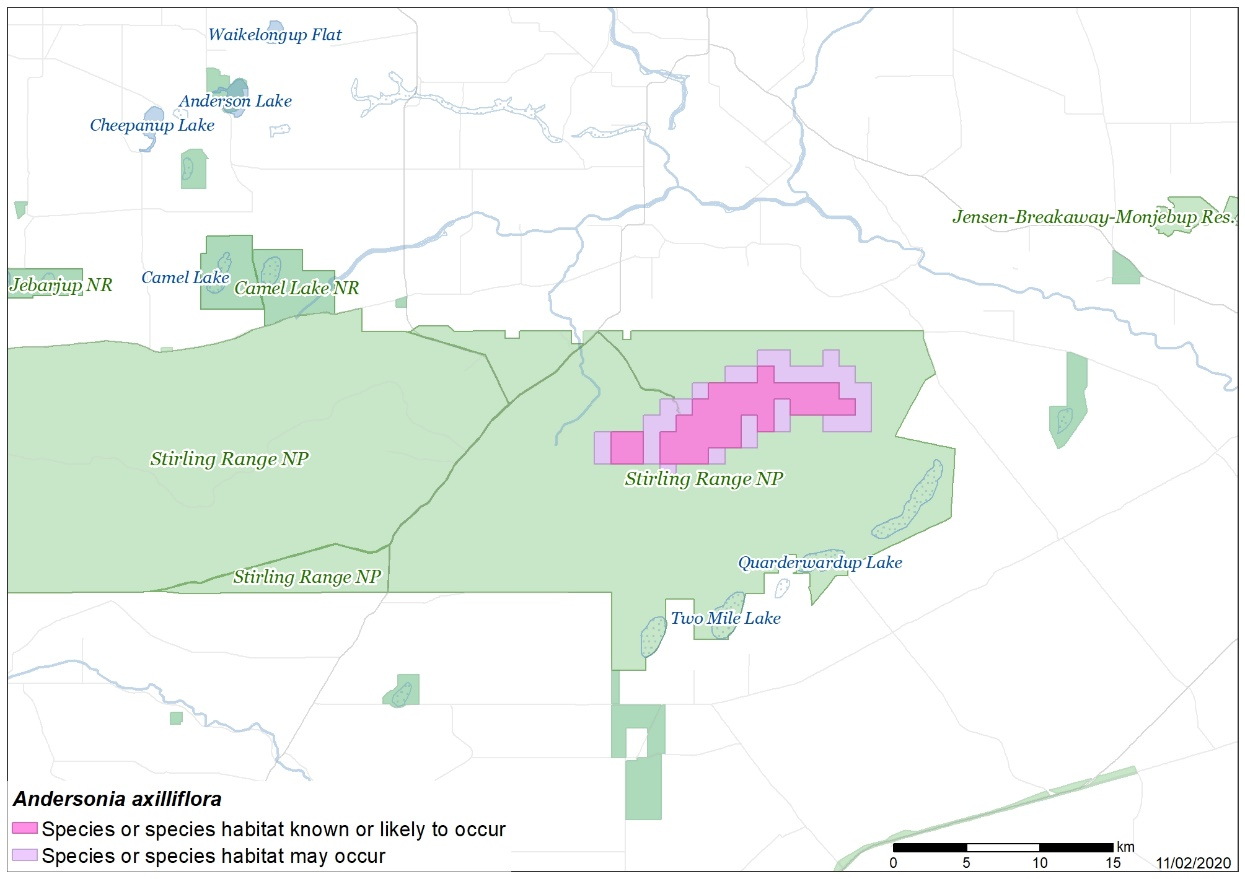 Waikelongup Flat
Anderson Lake
Cheepanup Lake
Jensen-Breakaway-Monjebup Res.
Camel Lake
Jebarjup NR
Camel Lake NR
Stirling Range NP
Stirling Range NP
Quarderwardup Lake
Stirling Range NP
Two Mile Lake
Andersonia axilliflora
Species or species habitat known or likely to occur
Species or species habitat may occur
km
0 5 10 15
11/02/2020